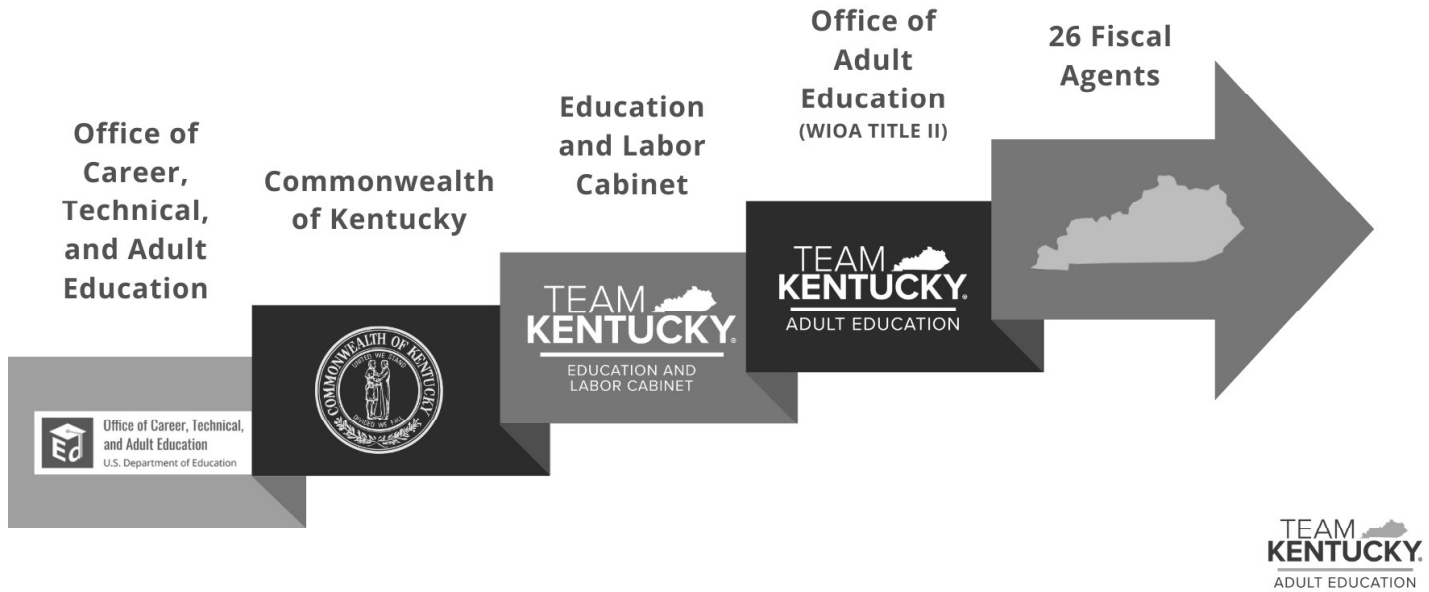 Office of
Career,
Technical,
and Adult
Education
Commonwealth
of Kentucky
Education
and Labor
Cabinet
Office of
Adult
Education
(WIOA TITLE II)
26 Fiscal
Agents
Ed
Office of Career, Technical,
and Adult Education
U.S. Department of Education
COMMONWEALTH OF KENTUCKY
UNITED WE STAND
DIVIDED WE FALL
TEAM
KENTUCKY®
EDUCATION AND
LABOR CABINET
TEAM
KENTUCKY®
ADULT EDUCATION
TEAM
KENTUCKY®
ADULT EDUCATION